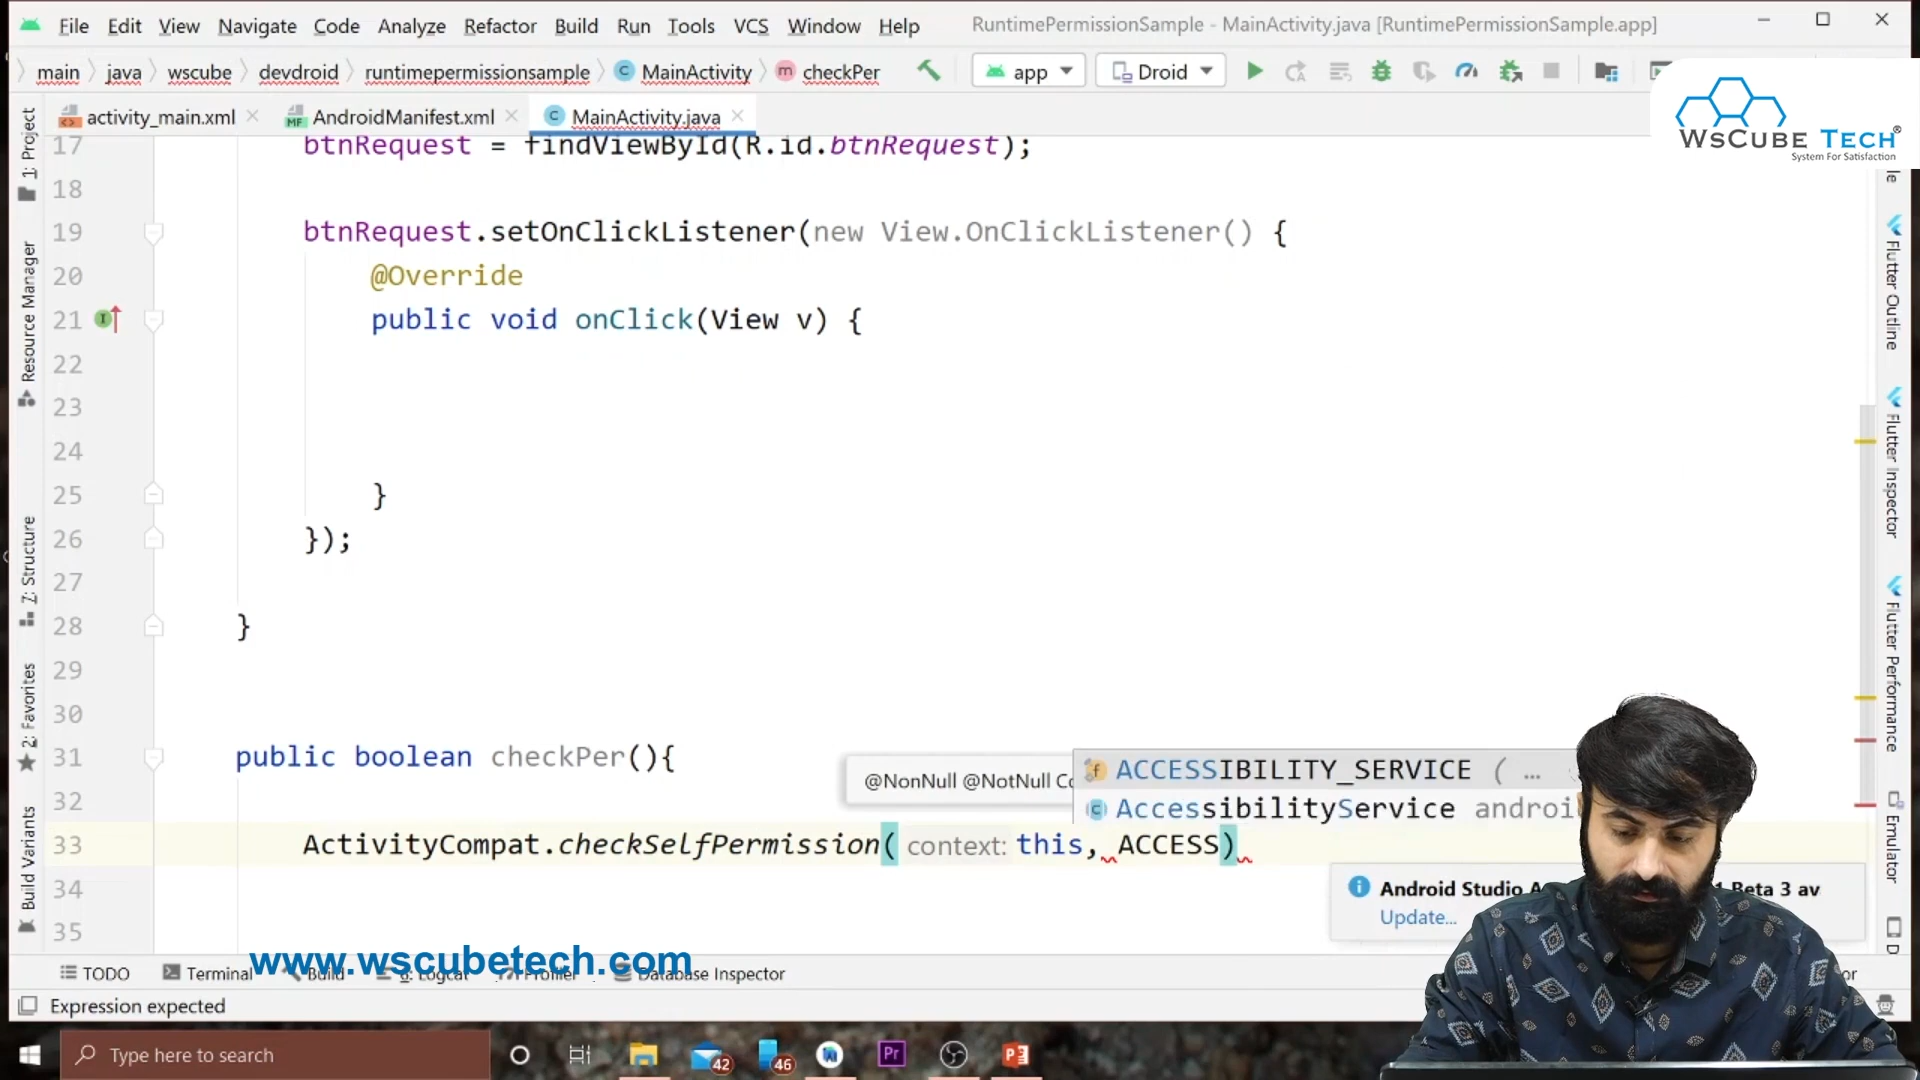 File Edit View Navigate Code Analyze Refactor Build Run Tools VCS Window Help RuntimePermissionSample - MainActivity.java [RuntimePermissionSample.app]
main java wscube devdroid runtimepermissionsample MainActivity checkPer app Droid
activity_main.xml AndroidManifest.xml MainActivity.java
WsCube Tech®
System For Satisfaction
1: Project
Resource Manager
Z: Structure
2: Favorites
Build Variants
17 btnRequest = findViewById(R.id.btnRequest);
18
19 btnRequest.setOnClickListener(new View.OnClickListener() {
20 @Override
21 public void onClick(View v) {
22
23
24
25 }
26 });
27
28 }
29
30
31 public boolean checkPer(){
32
33 ActivityCompat.checkSelfPermission( context: this, ACCESS)
34
35
@NonNull @NotNull
ACCESSIBILITY_SERVICE ( ...
AccessibilityService
Flutter Outline
Flutter Inspector
Flutter Performance
Emulator
Android Studio Beta 3 av
Update...
www.wscubetech.com
TODO Terminal Build 6: Logcat Profiler Database Inspector
Expression expected
Type here to search
42
46
Pr